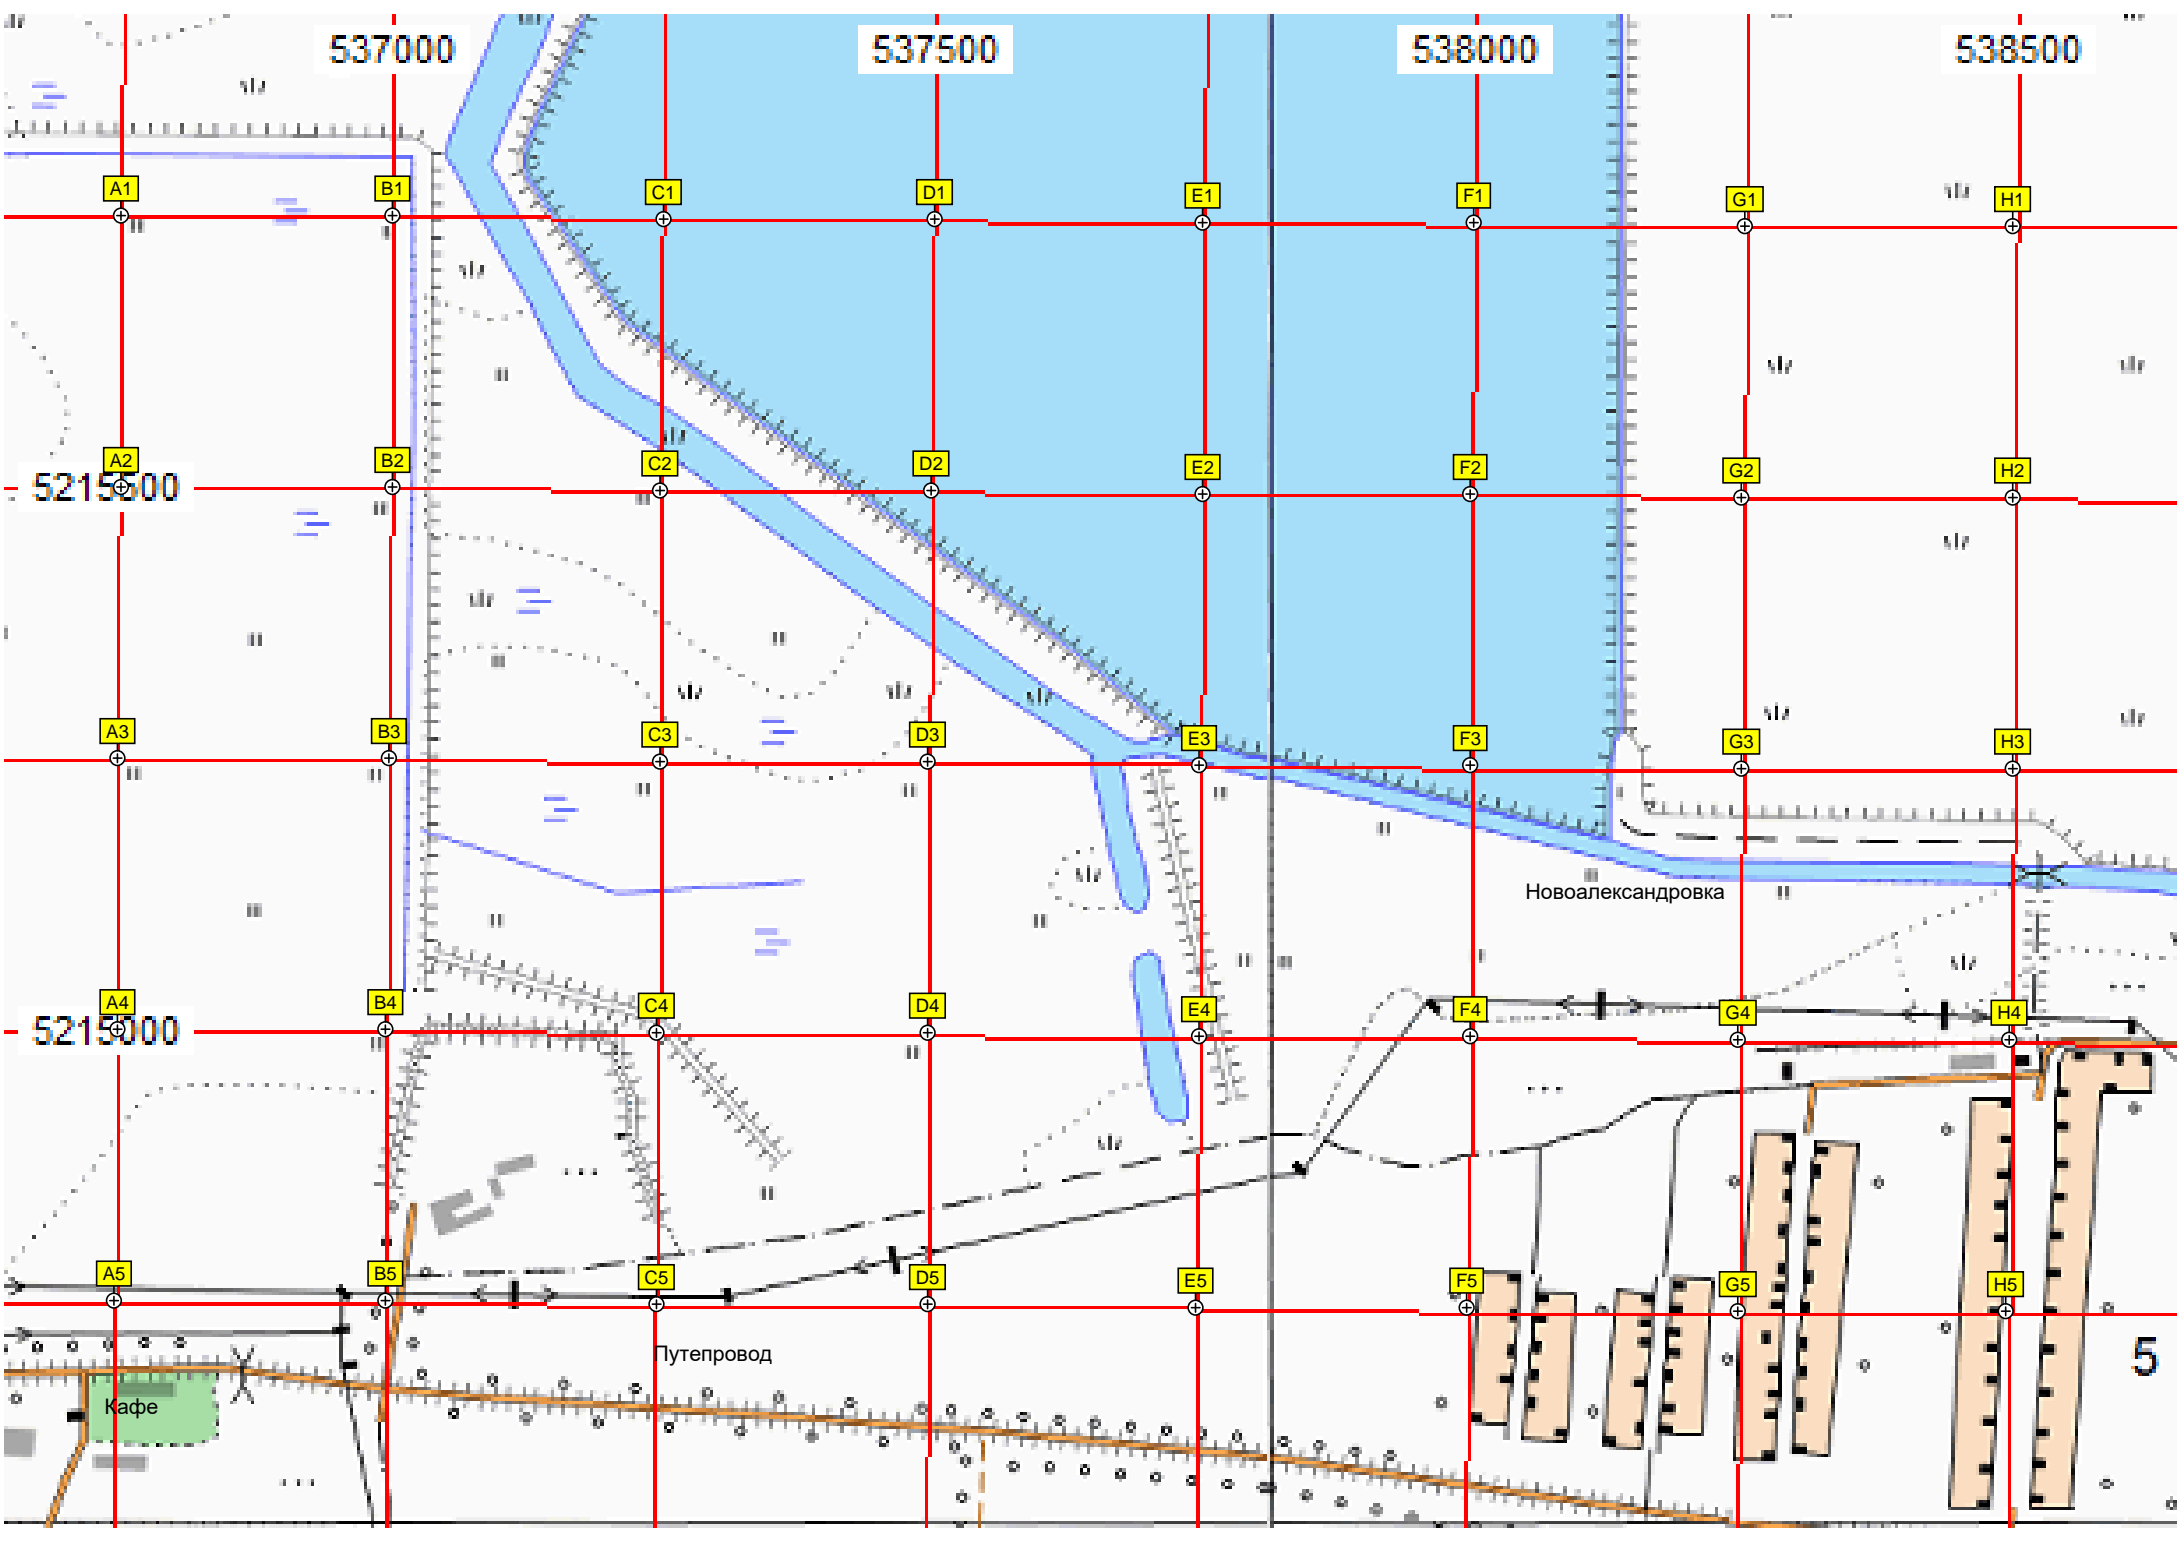 537000 537500 538000 538500
A1 B1 C1 D1 E1 F1 G1 H1
A2 B2 C2 D2 E2 F2 G2 H2
5215500
A3 B3 C3 D3 E3 F3 G3 H3
Новоалександровка
A4 B4 C4 D4 E4 F4 G4 H4
5215000
A5 B5 C5 D5 E5 F5 G5 H5
Путепровод
5
Кафе